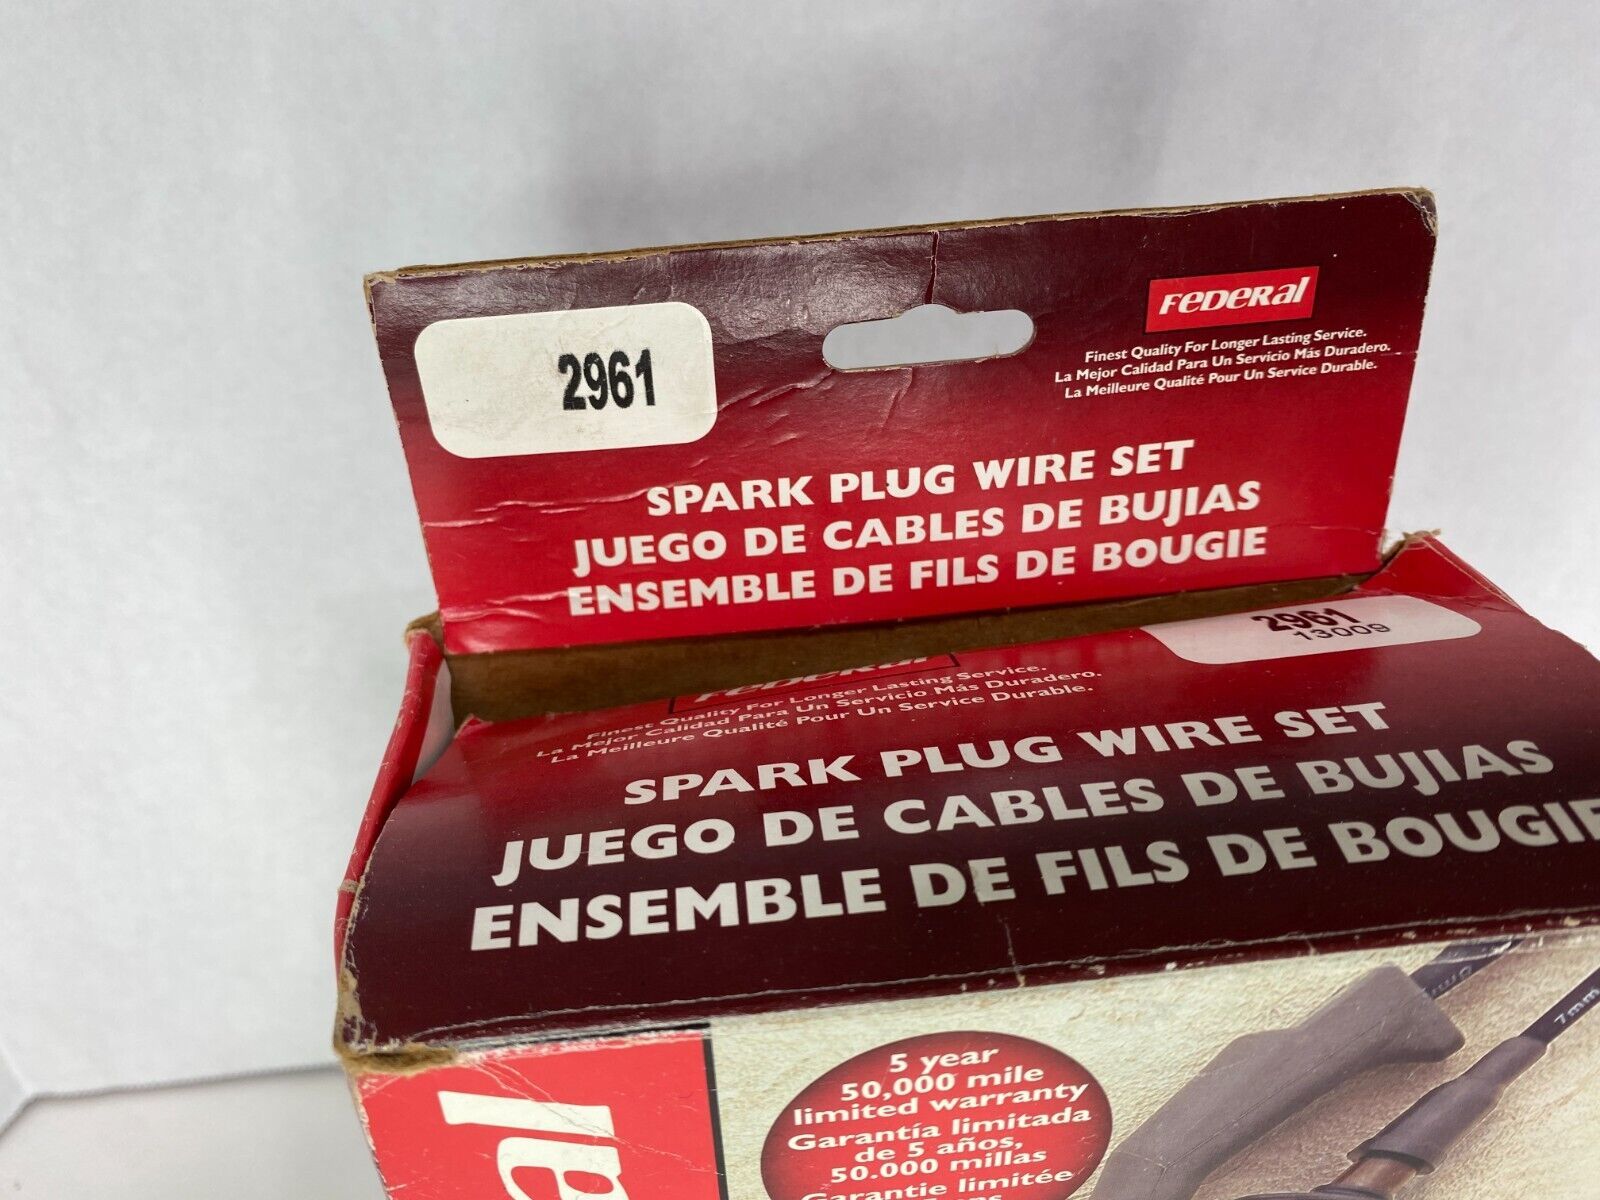 2961
FeDeRal
Finest Quality For Longer Lasting Service.
La Mejor Calidad Para Un Servicio Más Duradero.
La Meilleure Qualité Pour Un Service Durable.
SPARK PLUG WIRE SET
JUEGO DE CABLES DE BUJIAS
ENSEMBLE DE FILS DE BOUGIE
2961
13009
FeDeRal
Finest Quality For Longer Lasting Service.
La Mejor Calidad Para Un Servicio Más Duradero.
La Meilleure Qualité Pour Un Service Durable.
SPARK PLUG WIRE SET
JUEGO DE CABLES DE BUJIAS
ENSEMBLE DE FILS DE BOUGIE
5 year
50,000 mile
limited warranty
Garantía limitada
de 5 años,
50.000 millas
Garantie limitée
7mm
al